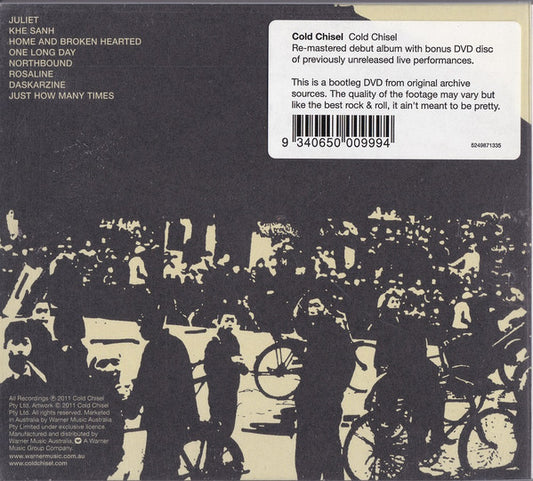 JULIET
KHE SANH
HOME AND BROKEN HEARTED
ONE LONG DAY
NORTHBOUND
ROSALINE
DASKARZINE
JUST HOW MANY TIMES
Cold Chisel Cold Chisel
Re-mastered debut album with bonus DVD disc
of previously unreleased live performances.
This is a bootleg DVD from original archive
sources. The quality of the footage may vary but
like the best rock & roll, it ain't meant to be pretty.
9 340650 009994
5249871335
All Recordings ℗ 2011 Cold Chisel
Pty Ltd. Artwork © 2011 Cold Chisel
Pty Ltd. All rights reserved. Marketed
in Australia by Warner Music Australia
Pty Limited under exclusive licence.
Manufactured and distributed by
Warner Music Australia. A Warner
Music Group Company.
www.warnermusic.com.au
www.coldchisel.com